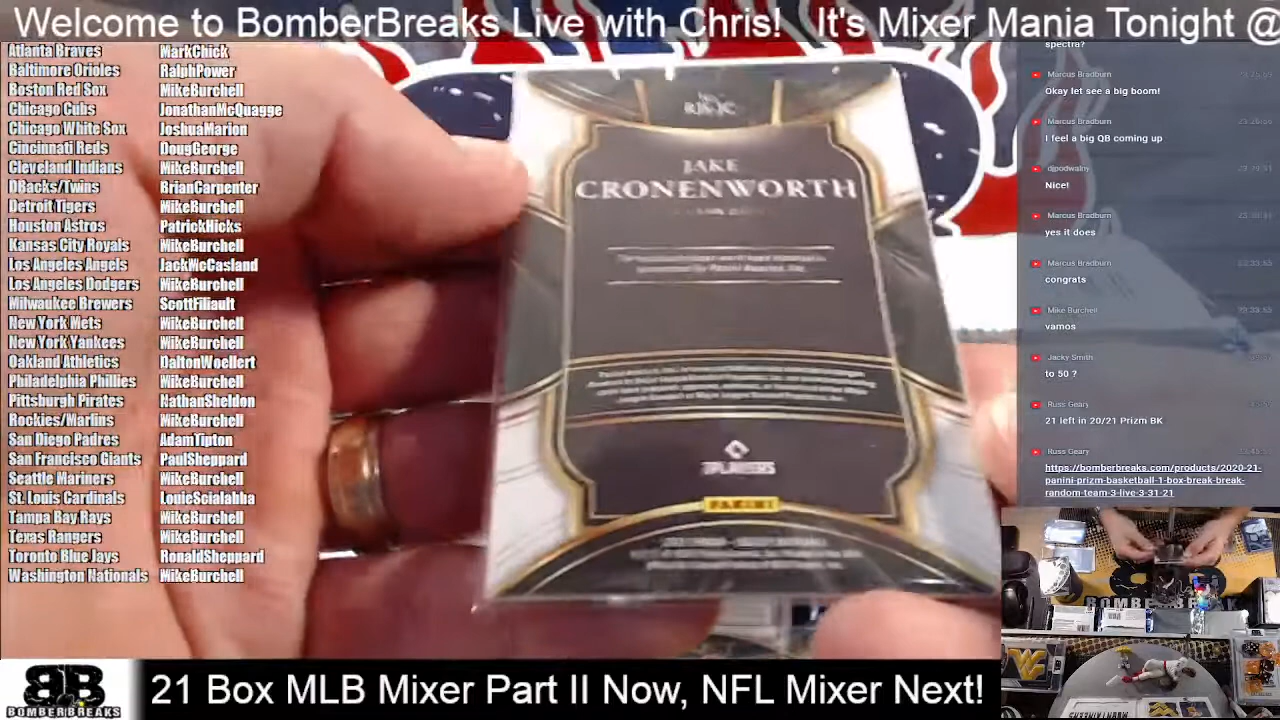 Welcome to BomberBreaks Live with Chris! It's Mixer Mania Tonight @
Atlanta Braves MarkChick
Baltimore Orioles RalphPower
Boston Red Sox MikeBurchell
Chicago Cubs JonathanMcQuagge
Chicago White Sox JoshuaMarion
Cincinnati Reds DougGeorge
Cleveland Indians MikeBurchell
DBacks/Twins BrianCarpenter
Detroit Tigers MikeBurchell
Houston Astros PatrickHicks
Kansas City Royals MikeBurchell
Los Angeles Angels JackMcCasland
Los Angeles Dodgers MikeBurchell
Milwaukee Brewers ScottFiliault
New York Mets MikeBurchell
New York Yankees MikeBurchell
Oakland Athletics DaltonWoellert
Philadelphia Phillies MikeBurchell
Pittsburgh Pirates NathanSheldon
Rockies/Marlins MikeBurchell
San Diego Padres AdamTipton
San Francisco Giants PaulSheppard
Seattle Mariners MikeBurchell
St. Louis Cardinals LouieScialabba
Tampa Bay Rays MikeBurchell
Texas Rangers MikeBurchell
Toronto Blue Jays RonaldSheppard
Washington Nationals MikeBurchell
JAKE
CRONENWORTH
PLAYERS
PANINI
spectra?
Marcus Bradburn
Okay let see a big boom!
Marcus Bradburn
I feel a big QB coming up
djpodwalny
Nice!
Marcus Bradburn
yes it does
Marcus Bradburn
congrats
Mike Burchell
vamos
Jacky Smith
to 50 ?
Russ Geary
21 left in 20/21 Prizm BK
Russ Geary
https://bomberbreaks.com/products/2020-21-
panini-prizm-basketball-1-box-break-break-
random-team-3-live-3-31-21
BOMBER BREAK
BB
BOMBERBREAKS
21 Box MLB Mixer Part II Now, NFL Mixer Next!